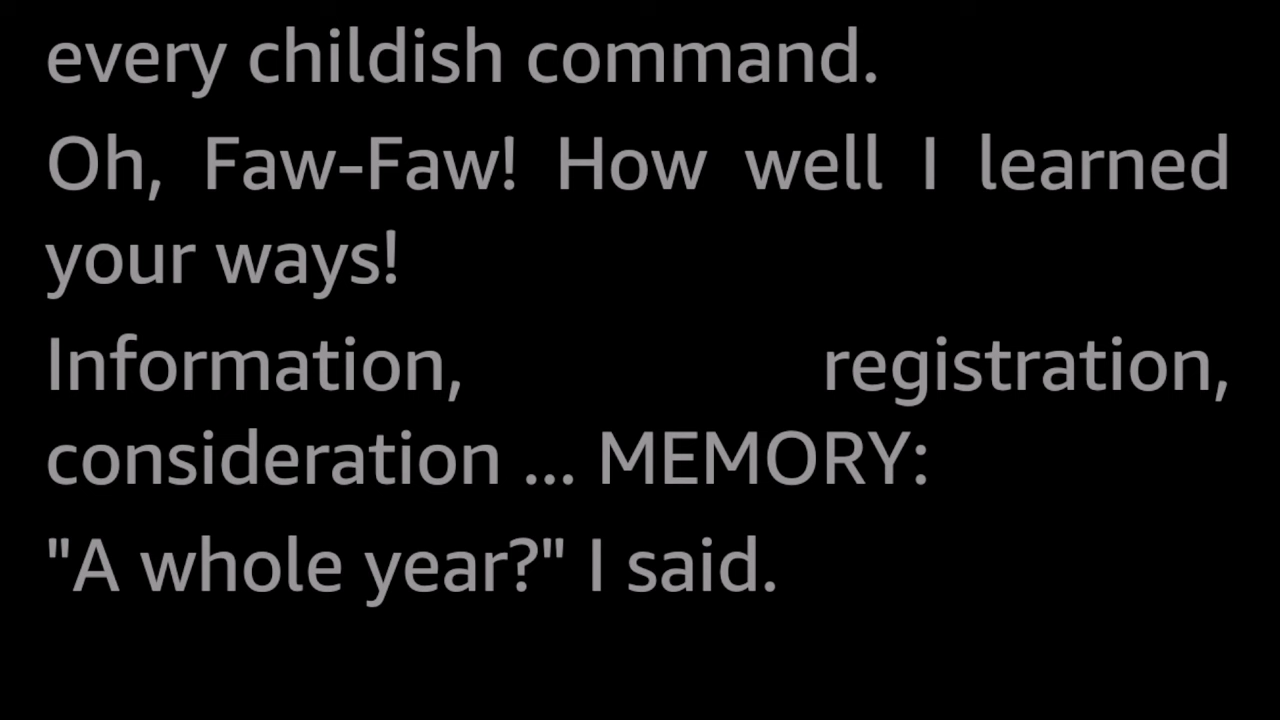 every childish command.
Oh, Faw-Faw! How well I learned
your ways!
Information, registration,
consideration ... MEMORY:
"A whole year?" I said.